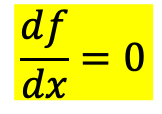 df/dx = 0